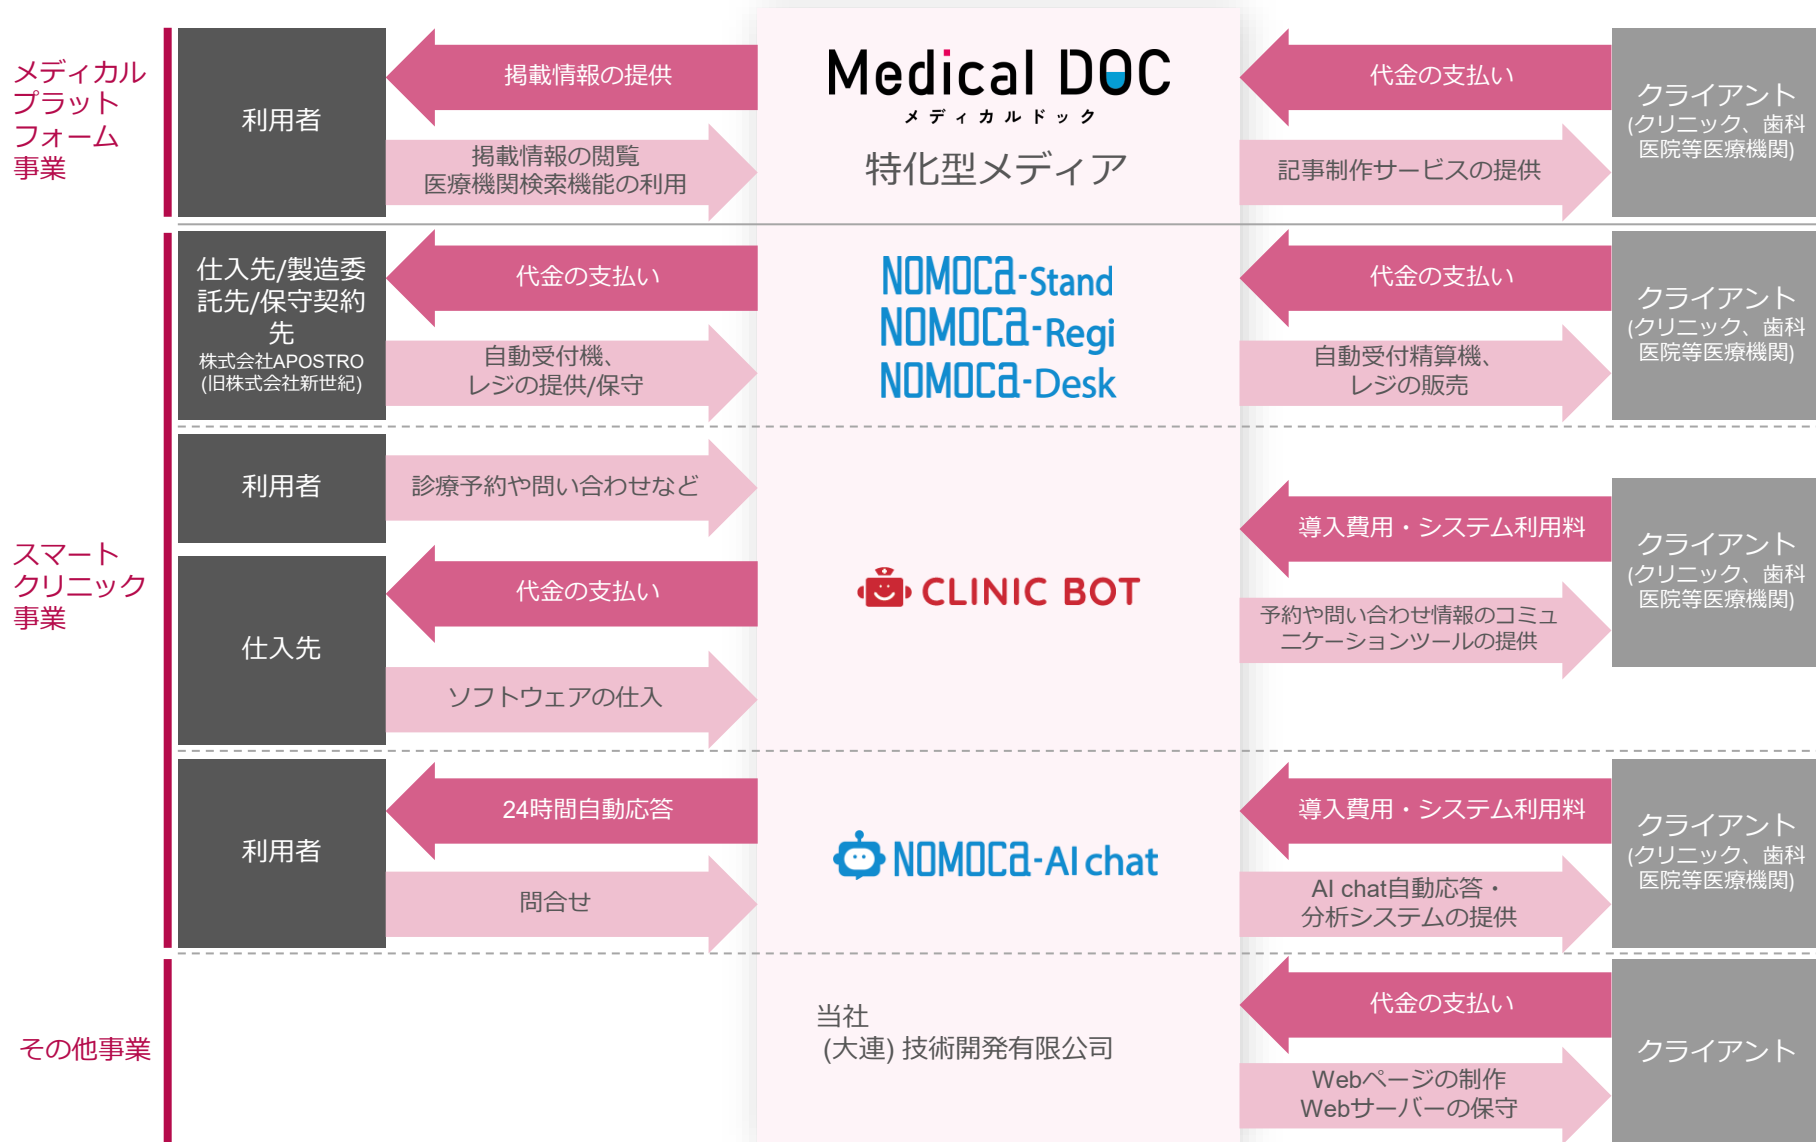 メディカル
プラット
フォーム
事業
利用者
掲載情報の提供
掲載情報の閲覧
医療機関検索機能の利用
Medical DOC
メディカルドック
特化型メディア
代金の支払い
記事制作サービスの提供
クライアント
(クリニック、歯科
医院等医療機関)
スマート
クリニック
事業
仕入先/製造委
託先/保守契約
先
株式会社APOSTRO
(旧株式会社新世紀)
代金の支払い
自動受付機、
レジの提供/保守
NOMOCa-Stand
NOMOCa-Regi
NOMOCa-Desk
代金の支払い
自動受付精算機、
レジの販売
クライアント
(クリニック、歯科
医院等医療機関)
利用者
診療予約や問い合わせなど
仕入先
代金の支払い
ソフトウェアの仕入
CLINIC BOT
導入費用・システム利用料
予約や問い合わせ情報のコミュ
ニケーションツールの提供
クライアント
(クリニック、歯科
医院等医療機関)
利用者
24時間自動応答
問合せ
NOMOCa-AI chat
導入費用・システム利用料
AI chat自動応答・
分析システムの提供
クライアント
(クリニック、歯科
医院等医療機関)
その他事業
当社
(大連) 技術開発有限公司
代金の支払い
Webページの制作
Webサーバーの保守
クライアント